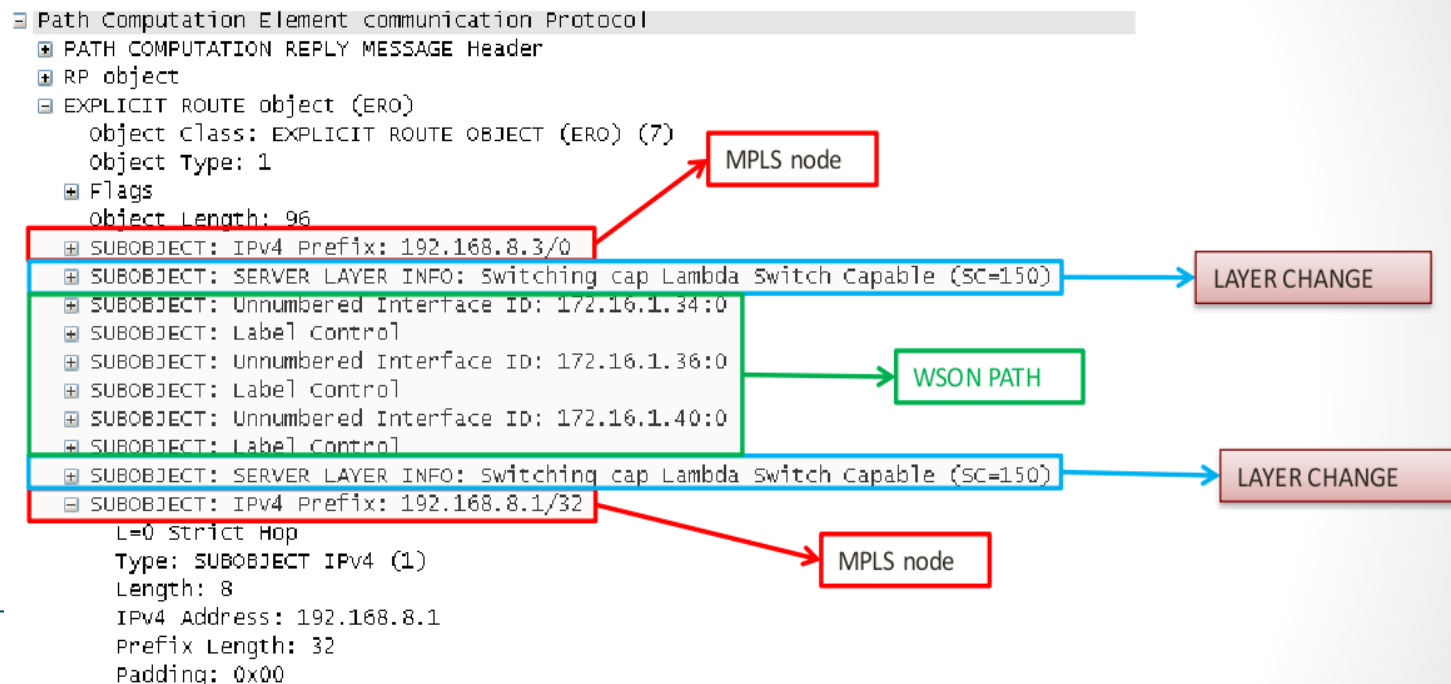 Path Computation Element communication Protocol
PATH COMPUTATION REPLY MESSAGE Header
RP object
EXPLICIT ROUTE object (ERO)
Object Class: EXPLICIT ROUTE OBJECT (ERO) (7)
Object Type: 1
MPLS node
Flags
Object Length: 96
SUBOBJECT: IPv4 Prefix: 192.168.8.3/0
SUBOBJECT: SERVER LAYER INFO: Switching cap Lambda Switch Capable (SC=150)
LAYER CHANGE
SUBOBJECT: Unnumbered Interface ID: 172.16.1.34:0
SUBOBJECT: Label Control
SUBOBJECT: Unnumbered Interface ID: 172.16.1.36:0
WSON PATH
SUBOBJECT: Label Control
SUBOBJECT: Unnumbered Interface ID: 172.16.1.40:0
SUBOBJECT: Label Control
SUBOBJECT: SERVER LAYER INFO: Switching cap Lambda Switch Capable (SC=150)
LAYER CHANGE
SUBOBJECT: IPv4 Prefix: 192.168.8.1/32
L=0 Strict Hop
Type: SUBOBJECT IPv4 (1)
MPLS node
Length: 8
IPv4 Address: 192.168.8.1
Prefix Length: 32
Padding: 0x00